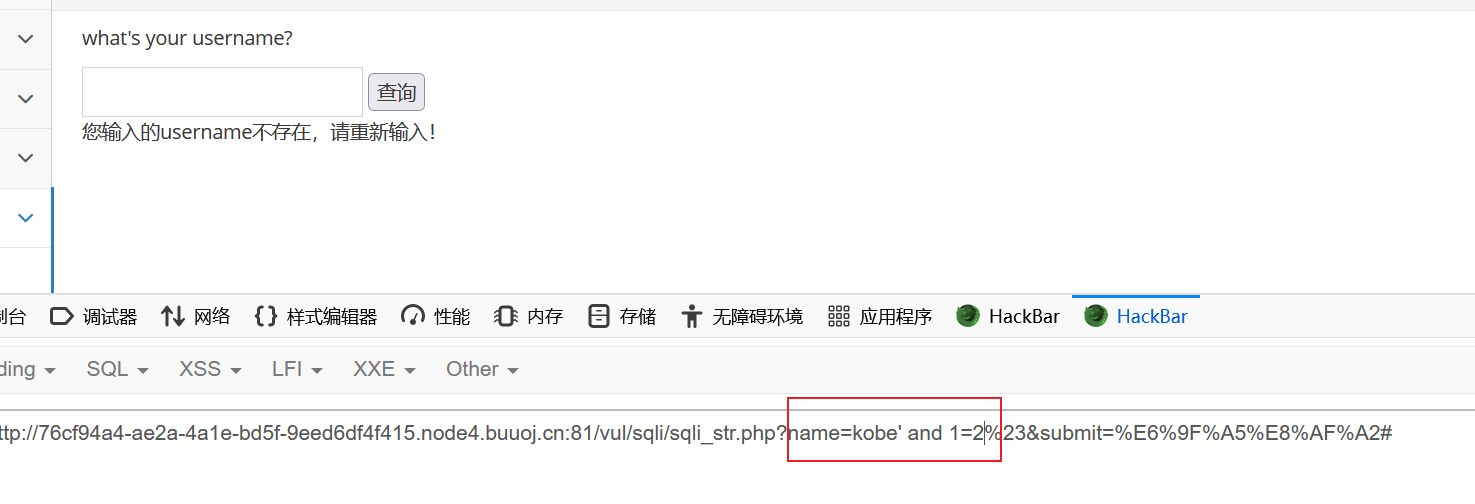 what's your username?
查询
您输入的username不存在，请重新输入！
制台 调试器 网络 样式编辑器 性能 内存 存储 无障碍环境 应用程序 HackBar HackBar
ding SQL XSS LFI XXE Other
ttp://76cf94a4-ae2a-4a1e-bd5f-9eed6df4f415.node4.buuoj.cn:81/vul/sqli/sqli_str.php?name=kobe' and 1=2%23&submit=%E6%9F%A5%E8%AF%A2#